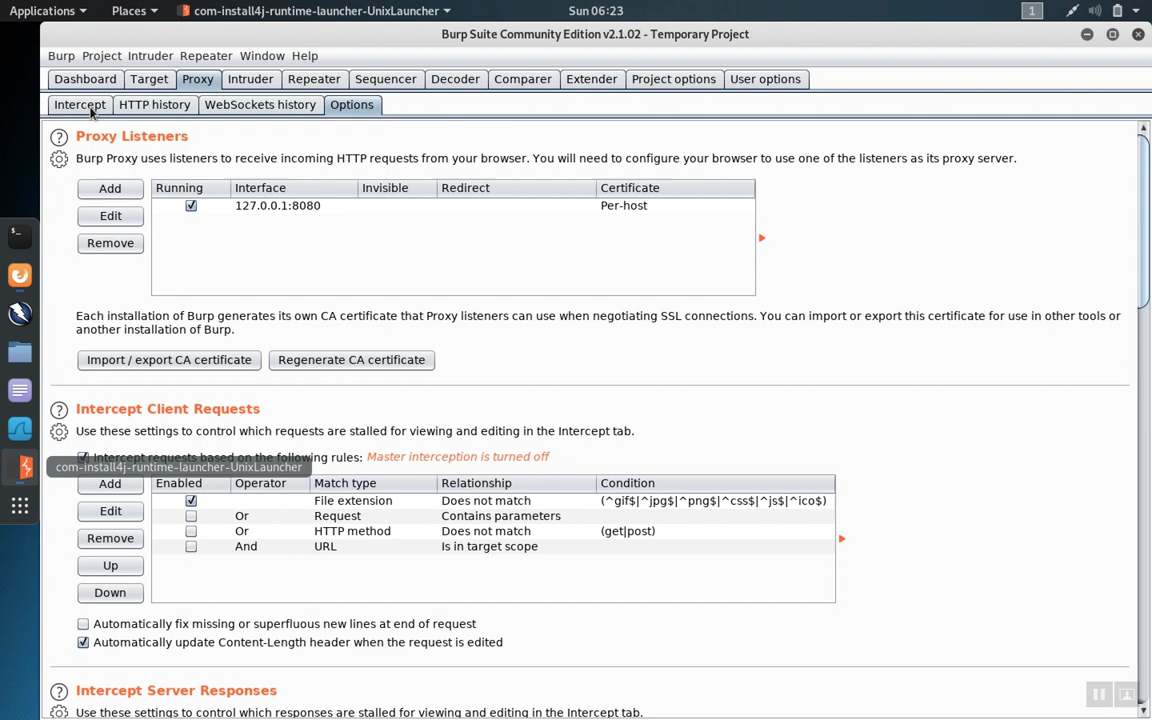 Applications Places com-install4j-runtime-launcher-UnixLauncher Sun 06:23 1
Burp Suite Community Edition v2.1.02 - Temporary Project
Burp Project Intruder Repeater Window Help
Dashboard Target Proxy Intruder Repeater Sequencer Decoder Comparer Extender Project options User options
Intercept HTTP history WebSockets history Options
? Proxy Listeners
Burp Proxy uses listeners to receive incoming HTTP requests from your browser. You will need to configure your browser to use one of the listeners as its proxy server.
Add Running Interface Invisible Redirect Certificate
127.0.0.1:8080 Per-host
Edit
Remove
Each installation of Burp generates its own CA certificate that Proxy listeners can use when negotiating SSL connections. You can import or export this certificate for use in other tools or
another installation of Burp.
Import / export CA certificate Regenerate CA certificate
? Intercept Client Requests
Use these settings to control which requests are stalled for viewing and editing in the Intercept tab.
Intercept requests based on the following rules: Master interception is turned off
com-install4j-runtime-launcher-UnixLauncher
Add Enabled Operator Match type Relationship Condition
File extension Does not match (^gif$|^jpg$|^png$|^css$|^js$|^ico$)
Edit Or Request Contains parameters
Or HTTP method Does not match (get|post)
Remove And URL Is in target scope
Up
Down
Automatically fix missing or superfluous new lines at end of request
Automatically update Content-Length header when the request is edited
? Intercept Server Responses
Use these settings to control which responses are stalled for viewing and editing in the Intercept tab.